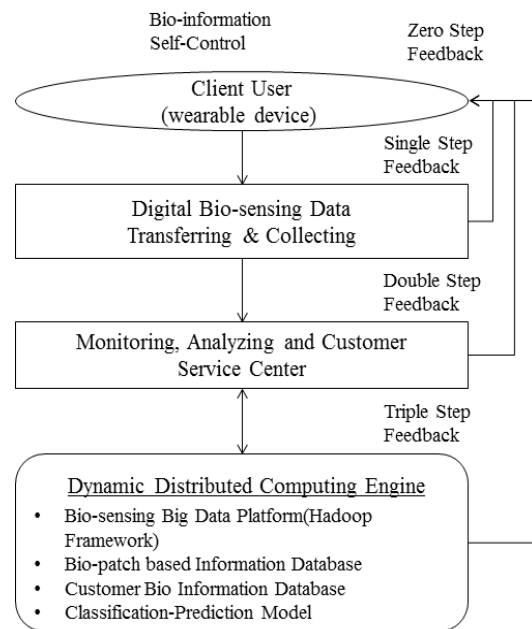 Bio-information
Self-Control
Zero Step
Feedback
Client User
(wearable device)
Single Step
Feedback
Digital Bio-sensing Data
Transferring & Collecting
Double Step
Feedback
Monitoring, Analyzing and Customer
Service Center
Triple Step
Feedback
Dynamic Distributed Computing Engine
• Bio-sensing Big Data Platform(Hadoop
Framework)
• Bio-patch based Information Database
• Customer Bio Information Database
• Classification-Prediction Model